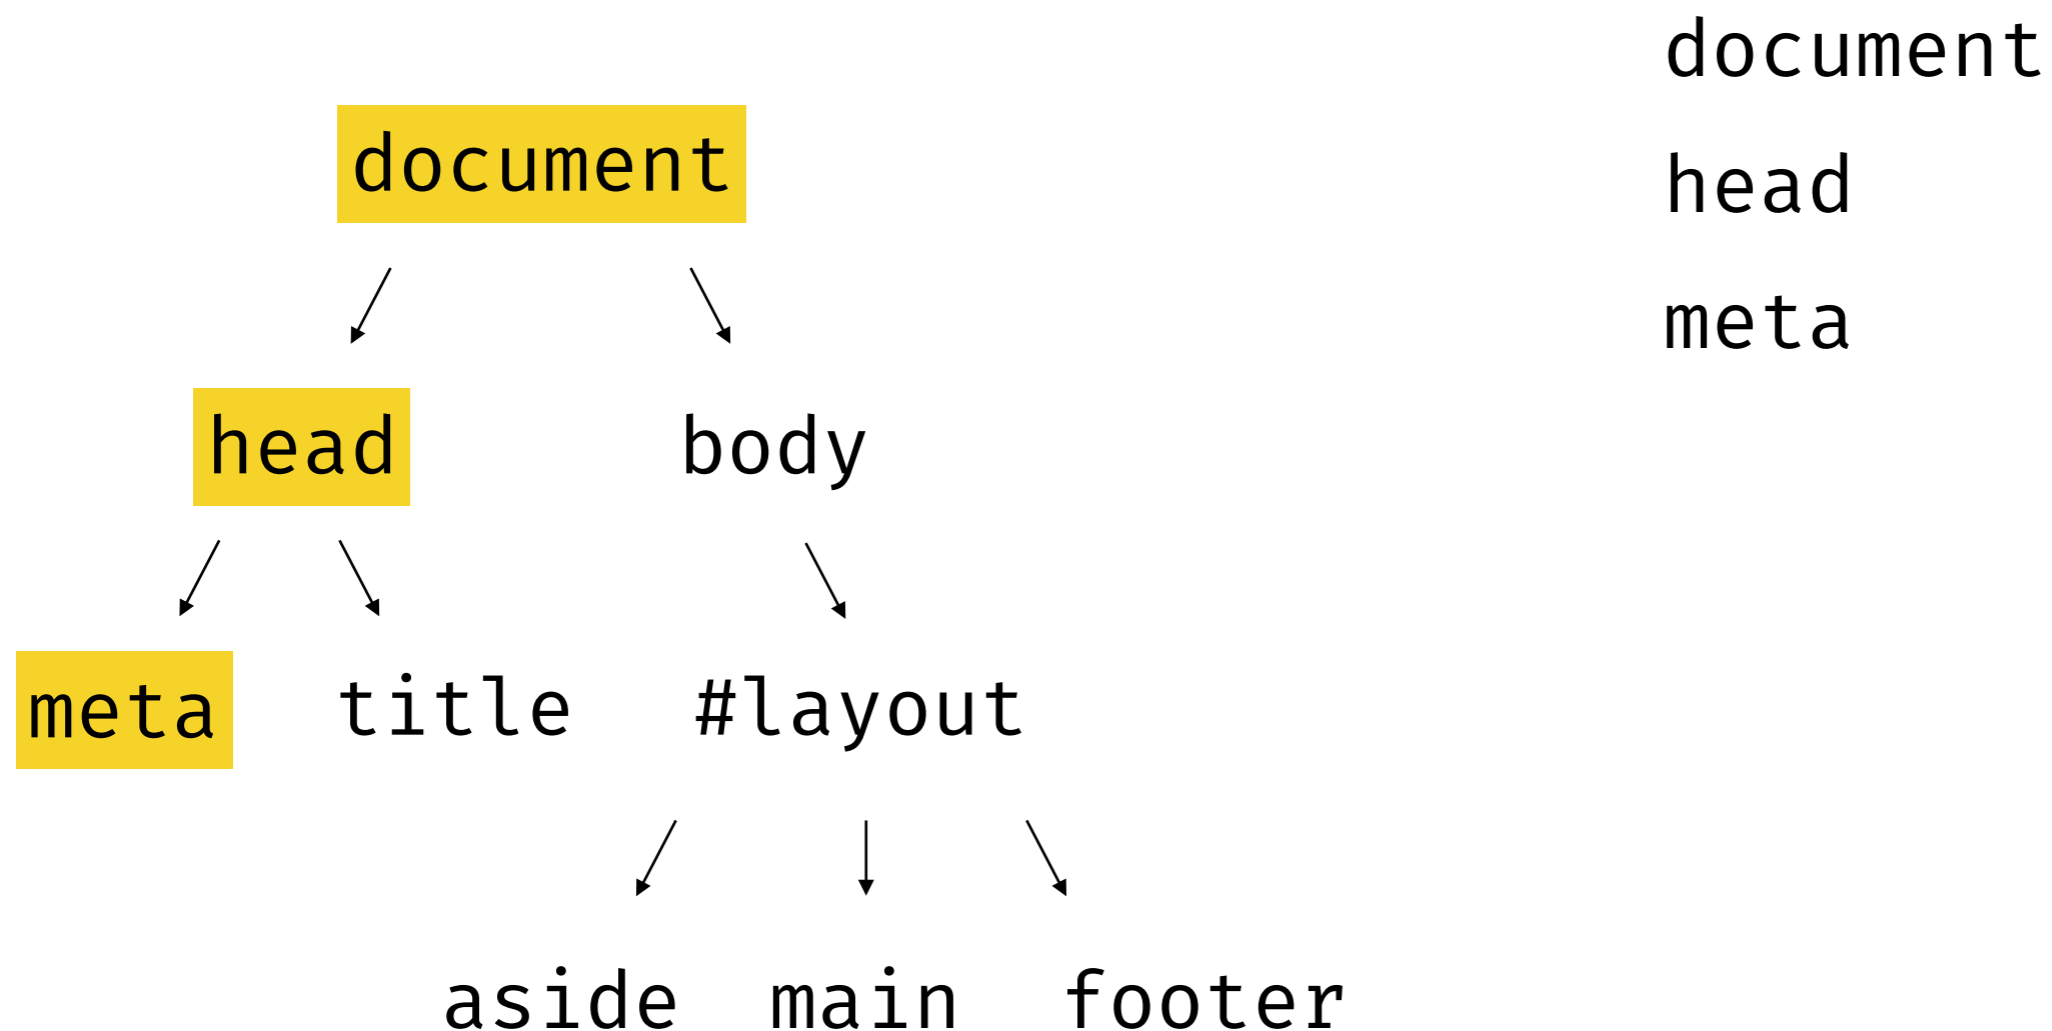 document
head
meta
document
head body
meta title #layout
aside main footer